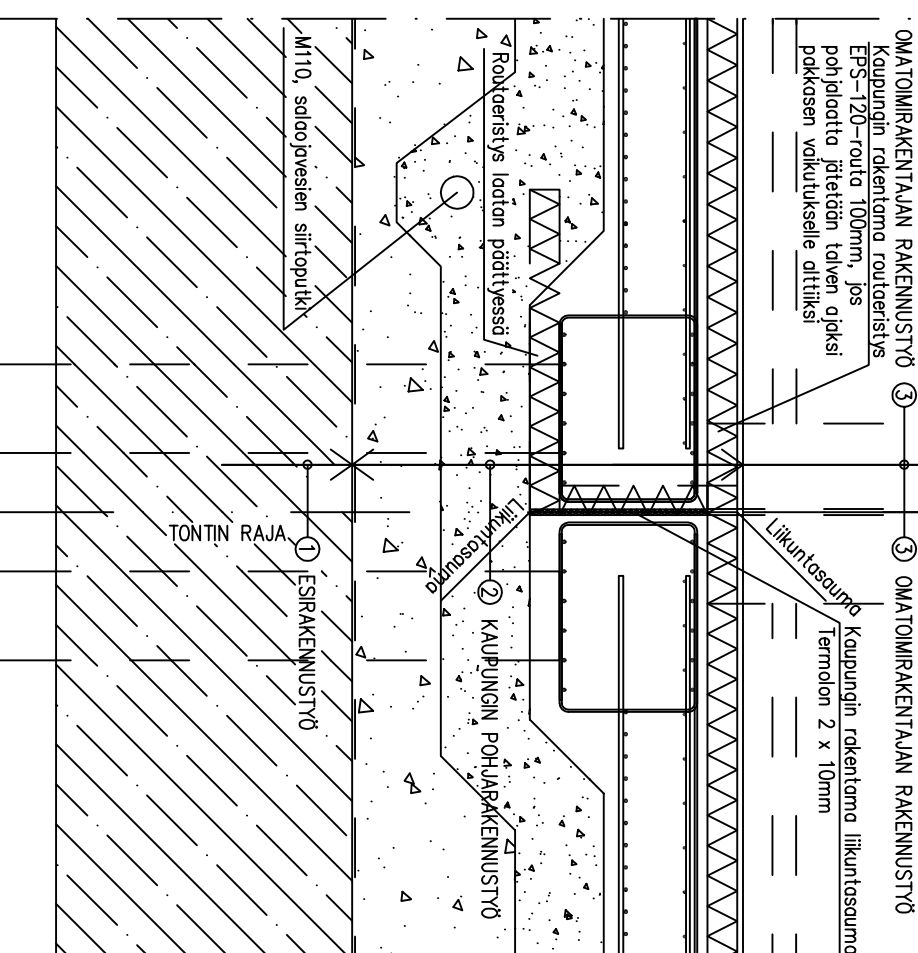 OMATOIMIRAKENTAJAN RAKENNUSTYÖ 3
3 OMATOIMIRAKENTAJAN RAKENNUSTYÖ
Kaupungin rakentama routaeristys
EPS-120-routa 100mm, jos
pohjalaatta jätetään talven ajaksi
pakkasen vaikutukselle alttiiksi
Kaupungin rakentama liikuntasauma
Termolon 2 x 10mm
Liikuntasauma
Routaeristys laatan päättyessä
Liikuntasauma
2 KAUPUNGIN POHJARAKENNUSTYÖ
M110, salaojavesien siirtoputki
1 ESIRAKENNUSTYÖ
TONTIN RAJA